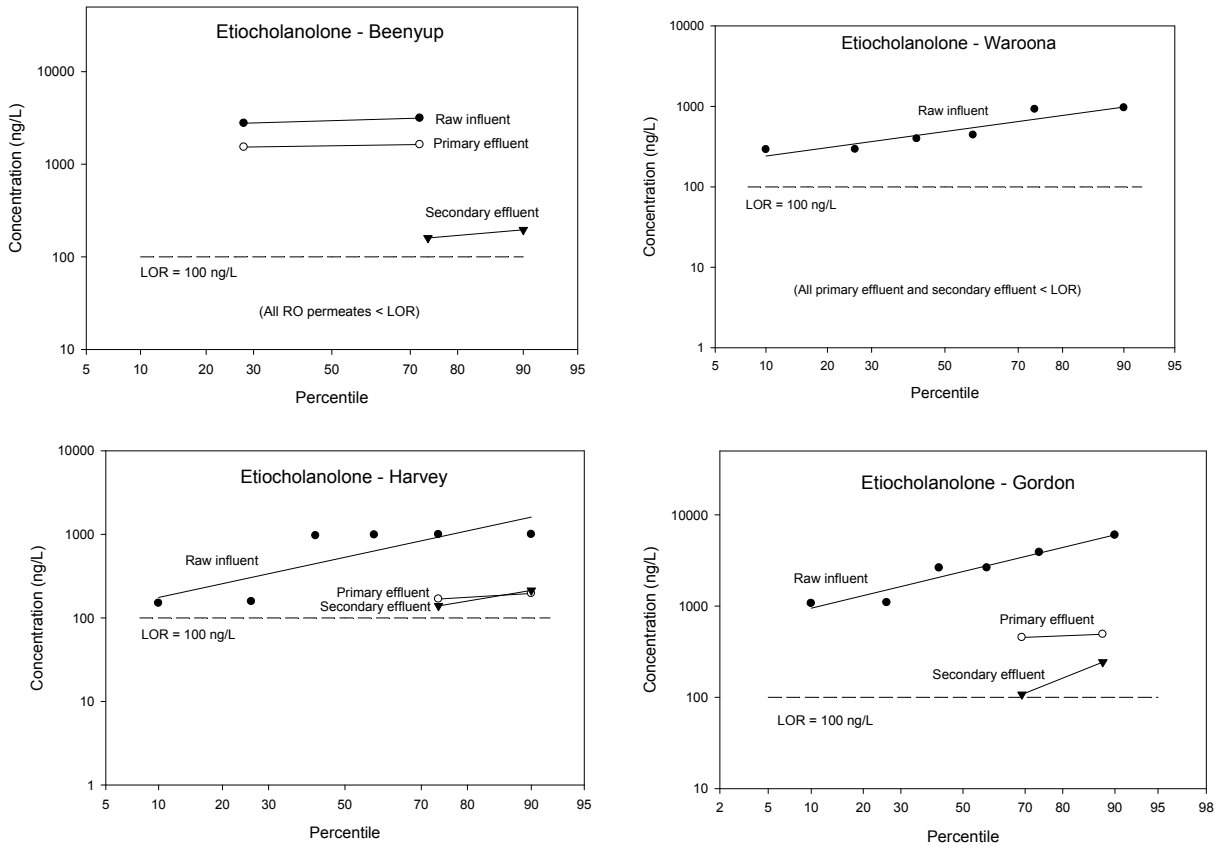 Etiocholanolone - Beenyup
Concentration (ng/L)
1000
1000
100
10
Raw influent
Primary effluent
Secondary effluent
LOR = 100 ng/L
(All RO permeates < LOR)
5 10 20 30 50 70 80 90 95
Percentile
Etiocholanolone - Waroona
Concentration (ng/L)
10000
1000
100
10
1
Raw influent
LOR = 100 ng/L
(All primary effluent and secondary effluent < LOR)
5 10 20 30 50 70 80 90 95
Percentile
Etiocholanolone - Harvey
Concentration (ng/L)
10000
1000
100
10
1
Raw influent
Primary effluent
Secondary effluent
LOR = 100 ng/L
5 10 20 30 50 70 80 90 95
Percentile
Etiocholanolone - Gordon
Concentration (ng/L)
10000
1000
100
10
Raw influent
Primary effluent
Secondary effluent
LOR = 100 ng/L
2 5 10 20 30 50 70 80 90 95 98
Percentile